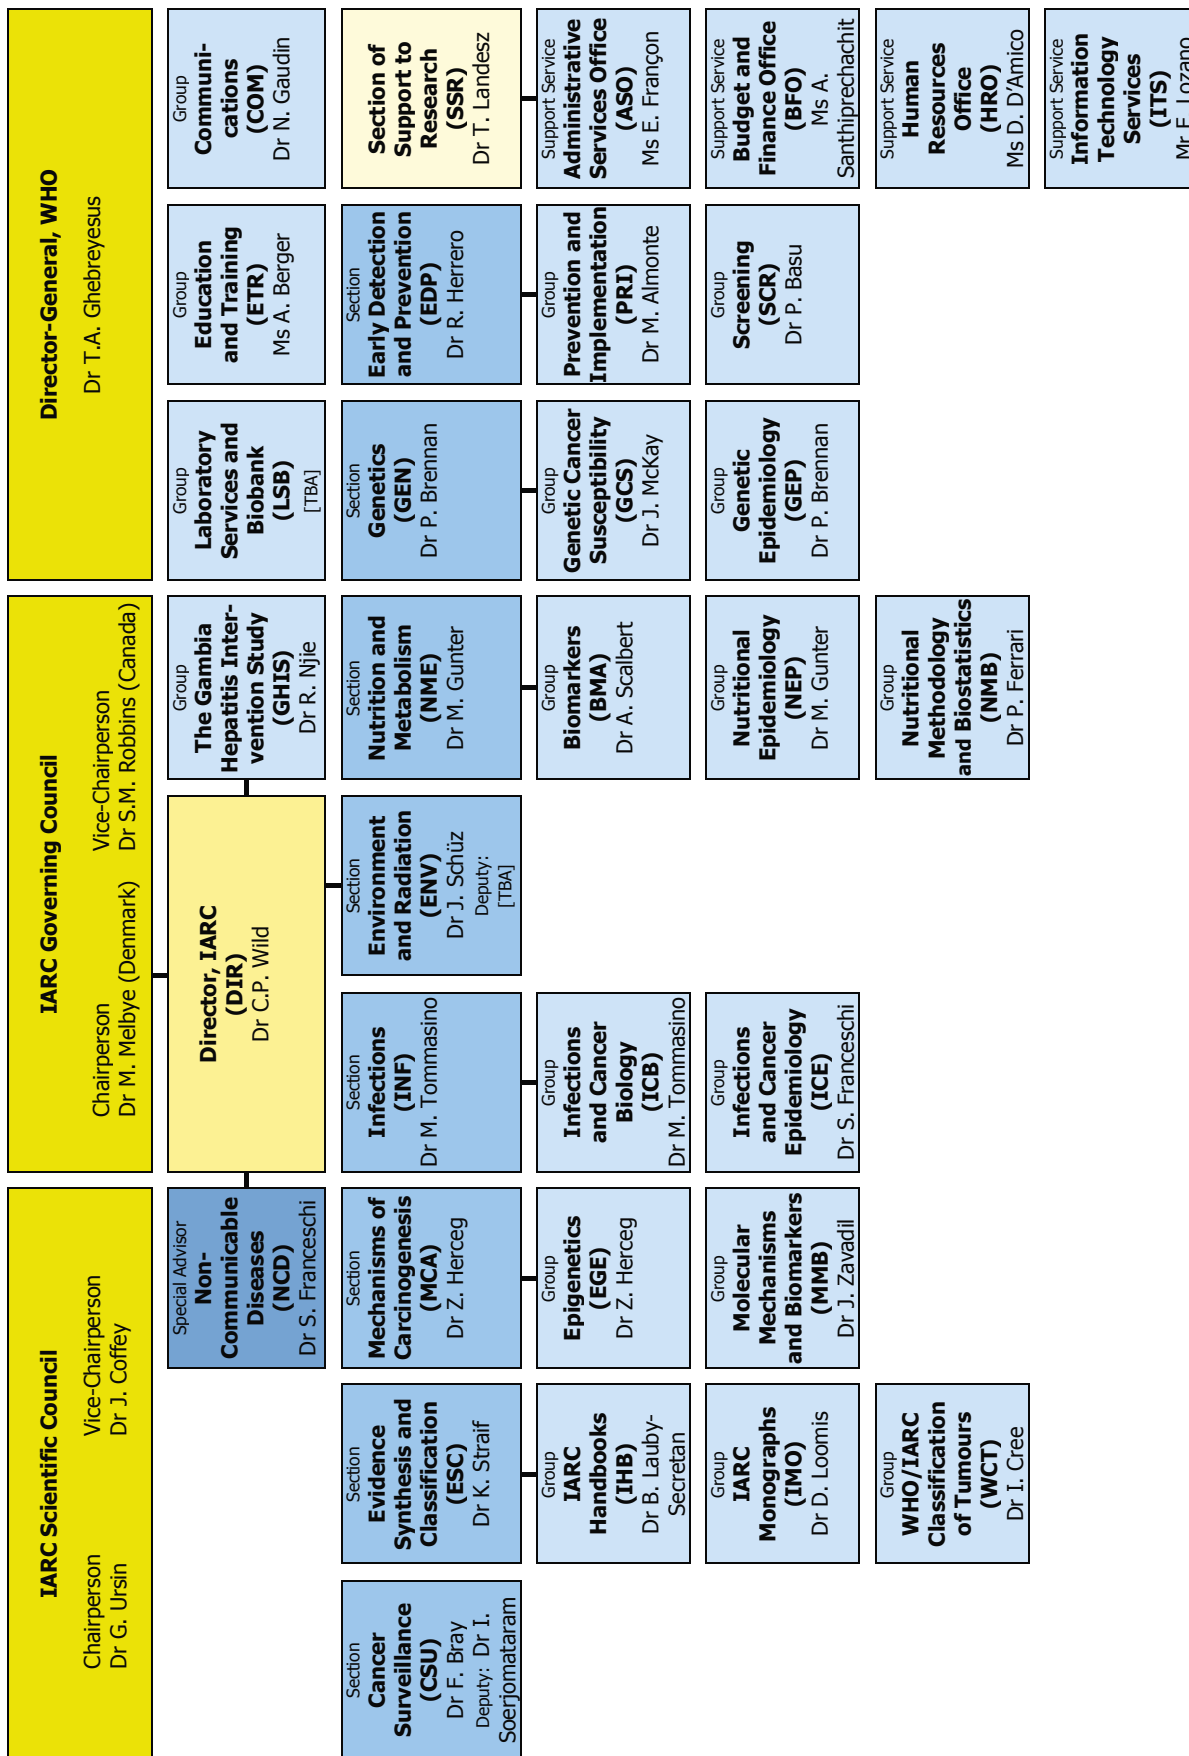 IARC Scientific Council
Chairperson
Dr G. Ursin
Vice-Chairperson
Dr J. Coffey
IARC Governing Council
Chairperson
Dr M. Melbye (Denmark)
Vice-Chairperson
Dr S.M. Robbins (Canada)
Director-General, WHO
Dr T.A. Ghebreyesus
Special Advisor
Non-
Communicable
Diseases
(NCD)
Dr S. Franceschi
Director, IARC
(DIR)
Dr C.P. Wild
Group
The Gambia
Hepatitis Inter-
vention Study
(GHIS)
Dr R. Njie
Group
Laboratory
Services and
Biobank
(LSB)
[TBA]
Group
Education
and Training
(ETR)
Ms A. Berger
Group
Communi-
cations
(COM)
Dr N. Gaudin
Section
Cancer
Surveillance
(CSU)
Dr F. Bray
Deputy: Dr I.
Soerjomataram
Section
Evidence
Synthesis and
Classification
(ESC)
Dr K. Straif
Section
Mechanisms of
Carcinogenesis
(MCA)
Dr Z. Herceg
Section
Infections
(INF)
Dr M. Tommasino
Section
Environment
and Radiation
(ENV)
Dr J. Schüz
Deputy:
[TBA]
Section
Nutrition and
Metabolism
(NME)
Dr M. Gunter
Section
Genetics
(GEN)
Dr P. Brennan
Section
Early Detection
and Prevention
(EDP)
Dr R. Herrero
Section of
Support to
Research
(SSR)
Dr T. Landesz
Group
IARC
Handbooks
(IHB)
Dr B. Lauby-
Secretan
Group
Epigenetics
(EGE)
Dr Z. Herceg
Group
Infections
and Cancer
Biology
(ICB)
Dr M. Tommasino
Group
Biomarkers
(BMA)
Dr A. Scalbert
Group
Genetic Cancer
Susceptibility
(GCS)
Dr J. McKay
Group
Prevention and
Implementation
(PRI)
Dr M. Almonte
Support Service
Administrative
Services Office
(ASO)
Ms E. Françon
Group
IARC
Monographs
(IMO)
Dr D. Loomis
Group
Molecular
Mechanisms
and Biomarkers
(MMB)
Dr J. Zavadil
Group
Infections
and Cancer
Epidemiology
(ICE)
Dr S. Franceschi
Group
Nutritional
Epidemiology
(NEP)
Dr M. Gunter
Group
Genetic
Epidemiology
(GEP)
Dr P. Brennan
Group
Screening
(SCR)
Dr P. Basu
Support Service
Budget and
Finance Office
(BFO)
Ms A.
Santhiprechachit
Group
WHO/IARC
Classification
of Tumours
(WCT)
Dr I. Cree
Group
Nutritional
Methodology
and Biostatistics
(NMB)
Dr P. Ferrari
Support Service
Human
Resources
Office
(HRO)
Ms D. D'Amico
Support Service
Information
Technology
Services
(ITS)
Mr F. Lozano